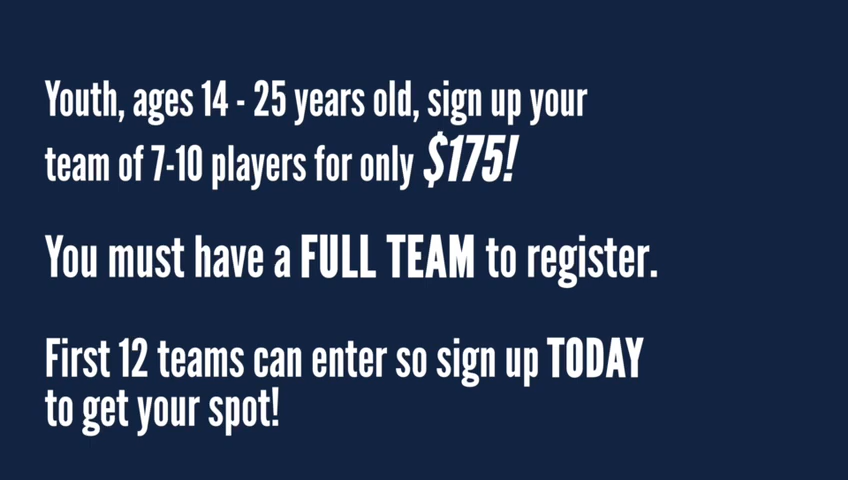 Youth, ages 14 - 25 years old, sign up your
team of 7-10 players for only $175!
You must have a FULL TEAM to register.
First 12 teams can enter so sign up TODAY
to get your spot!